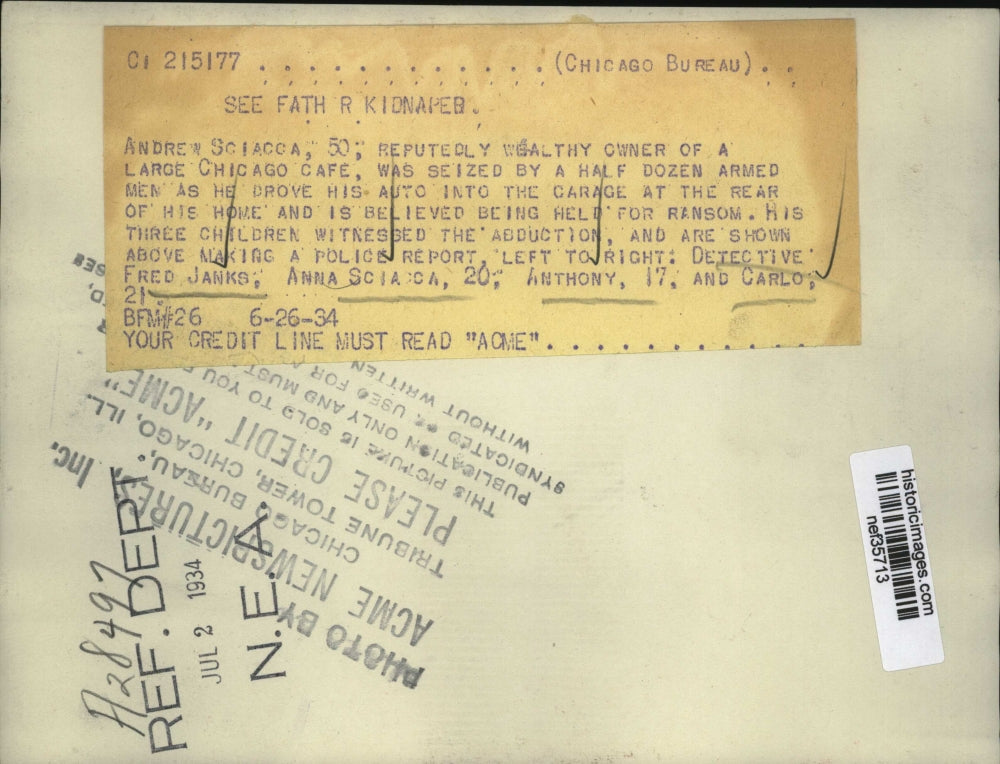 CI 215177 . . . . . . . . . . . . . (CHICAGO BUREAU). .
SEE FATH R KIDNAPED.
ANDREW SCIACCA, 50, REPUTEDLY WEALTHY OWNER OF A
LARGE CHICAGO CAFE, WAS SEIZED BY A HALF DOZEN ARMED
MEN AS HE DROVE HIS AUTO INTO THE GARAGE AT THE REAR
OF HIS HOME AND IS BELIEVED BEING HELD FOR RANSOM. HIS
THREE CHILDREN WITNESSED THE ABDUCTION, AND ARE SHOWN
ABOVE MAKING A POLICE REPORT, LEFT TO RIGHT: DETECTIVE
FRED JANKS, ANNA SCIACCA, 20, ANTHONY, 17, AND CARLO,
21.
BFM#26 6-26-34
YOUR CREDIT LINE MUST READ "ACME". . . . . . . . . . . .
PHOTO BY
ACME NEWSPICTURES, Inc.
CHICAGO BUREAU,
TRIBUNE TOWER, CHICAGO, ILL.
PLEASE CREDIT "ACME"
THIS PICTURE IS SOLD TO YOU F
PUBLICATION ONLY AND MUST
SYNDICATED USED FOR A
WITHOUT WRITTEN
A28497
REF. DEPT.
JUL 2 1934
N.E.A.
historicimages.com
nef35713